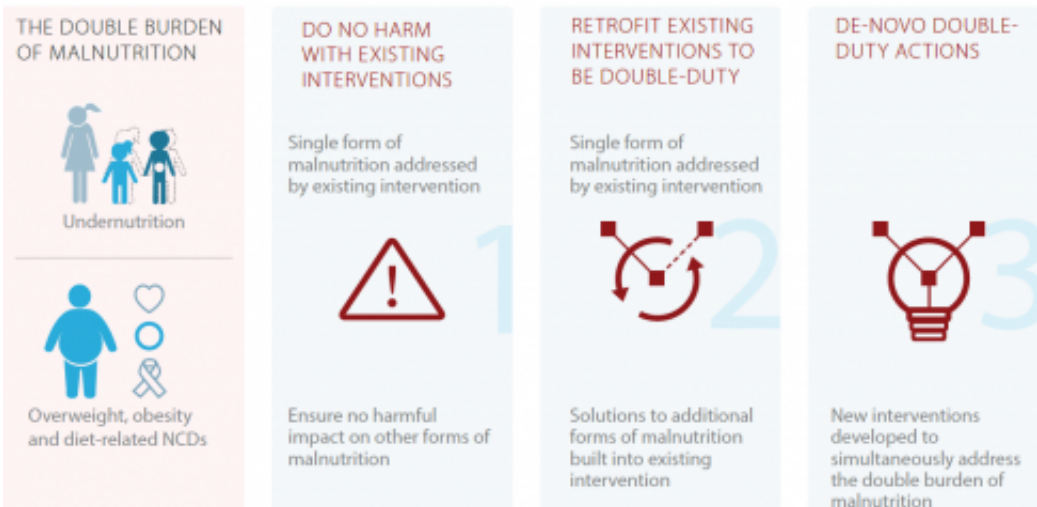 THE DOUBLE BURDEN
OF MALNUTRITION
Undernutrition
Overweight, obesity
and diet-related NCDs
DO NO HARM
WITH EXISTING
INTERVENTIONS
Single form of
malnutrition addressed
by existing intervention
1
Ensure no harmful
impact on other forms of
malnutrition
RETROFIT EXISTING
INTERVENTIONS TO
BE DOUBLE-DUTY
Single form of
malnutrition addressed
by existing intervention
2
Solutions to additional
forms of malnutrition
built into existing
intervention
DE-NOVO DOUBLE-
DUTY ACTIONS
3
New interventions
developed to
simultaneously address
the double burden of
malnutrition